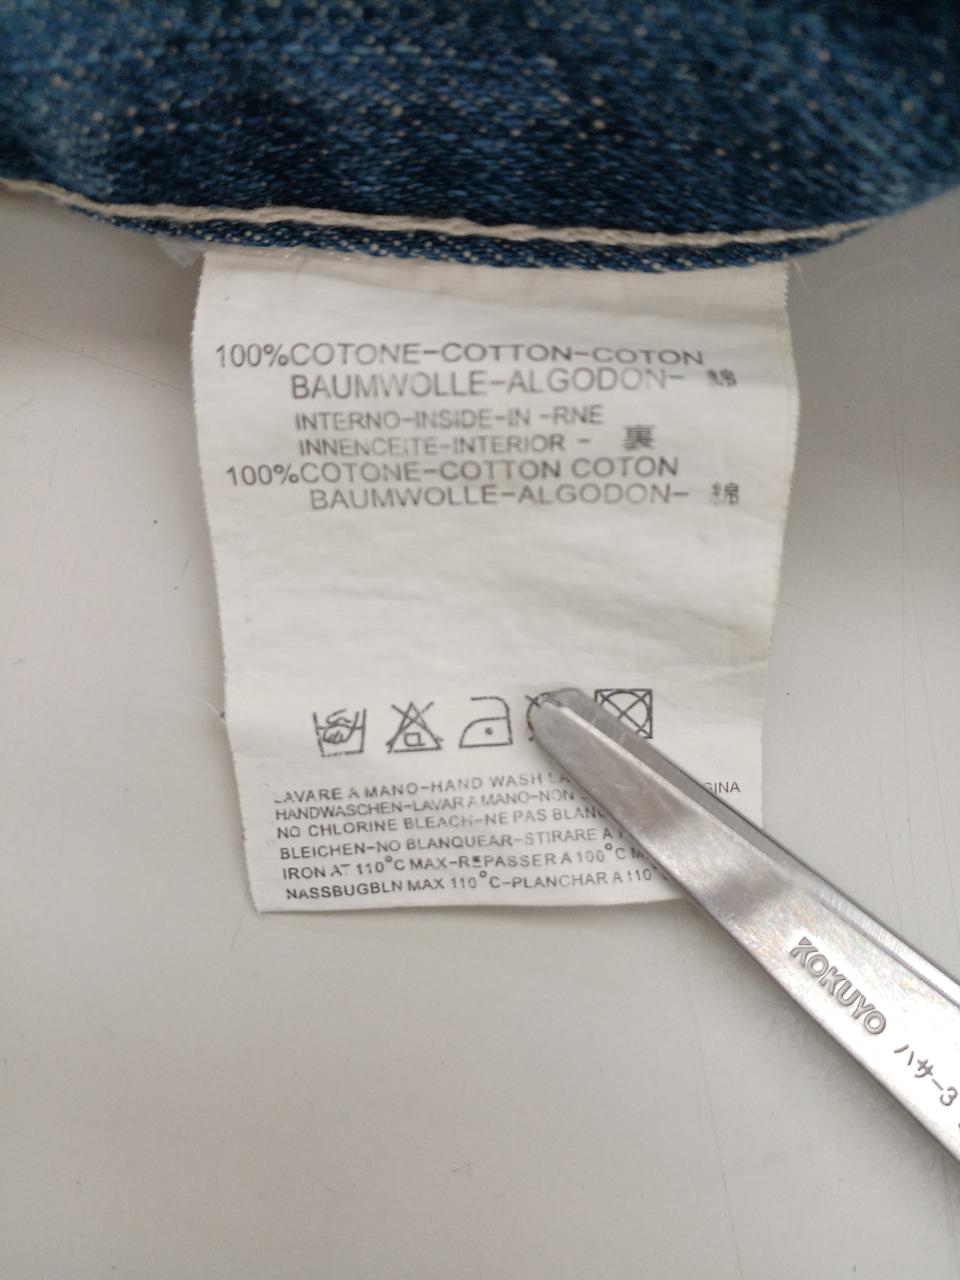 100%COTONE-COTTON-COTON
BAUMWOLLE-ALGODON- 綿
INTERNO-INSIDE-IN -RNE
INNENCEITE-INTERIOR - 裏
100%COTONE-COTTON COTON
BAUMWOLLE-ALGODON- 綿
LAVARE A MANO-HAND WASH
HANDWASCHEN-LAVAR A MANO-NON
NO CHLORINE BLEACH-NE PAS
BLEICHEN-NO BLANQUEAR-STIRARE A
IRON AT 110°C MAX-REPASSER A 100°C
NASSBUGBLN MAX 110°C-PLANCHAR A 110°
KOKUYO ハサ-3